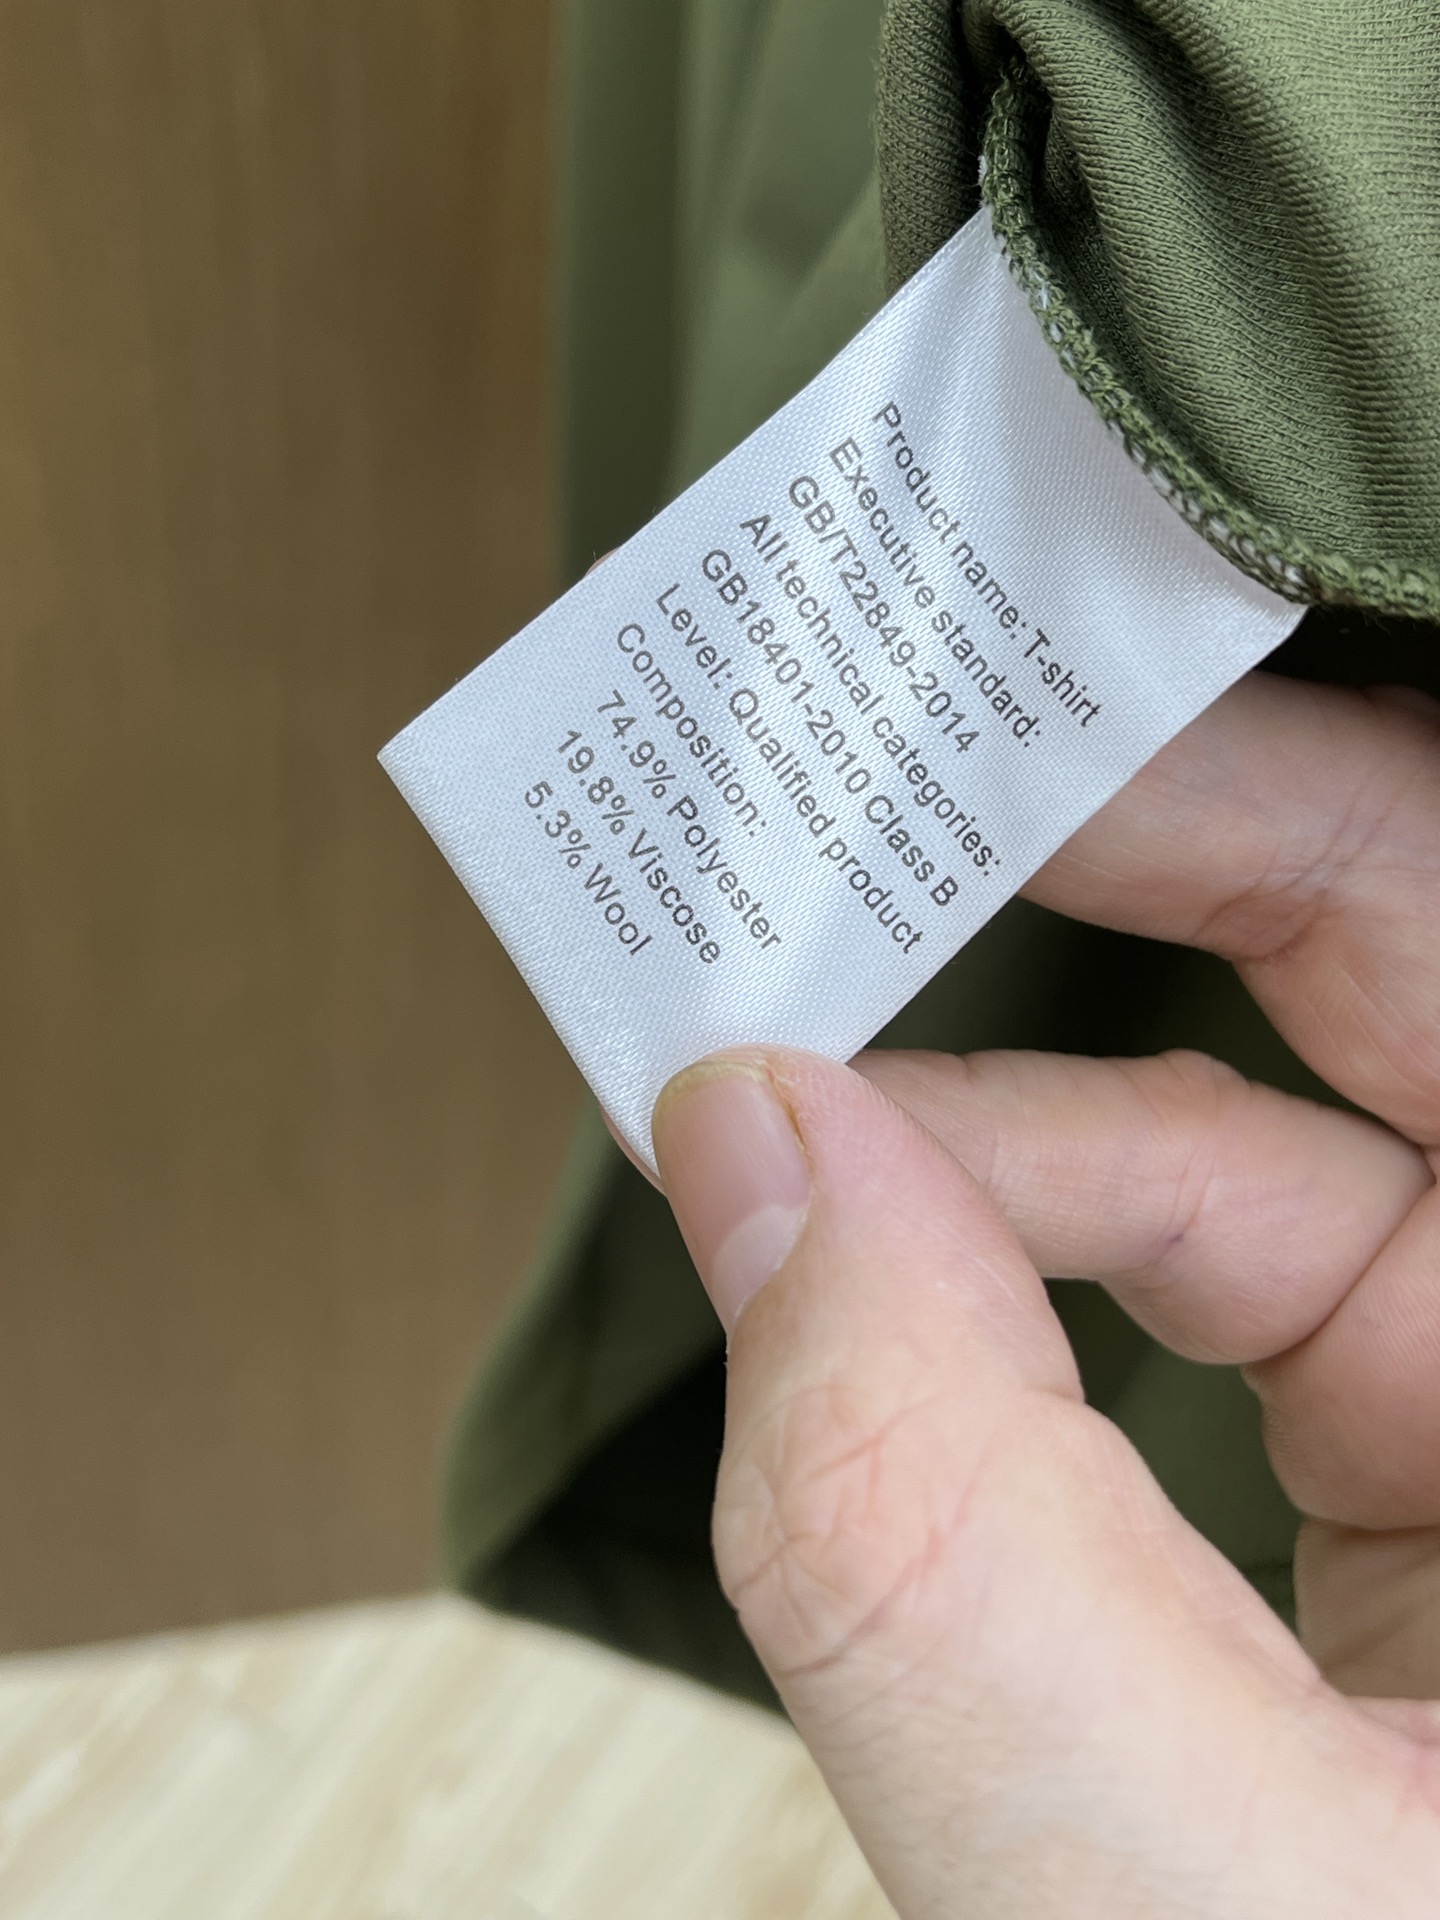 Product name: T-shirt
Executive standard:
GB/T22849-2014
All technical categories:
GB18401-2010 Class B
Level: Qualified product
Composition:
74.9% Polyester
19.8% Viscose
5.3% Wool